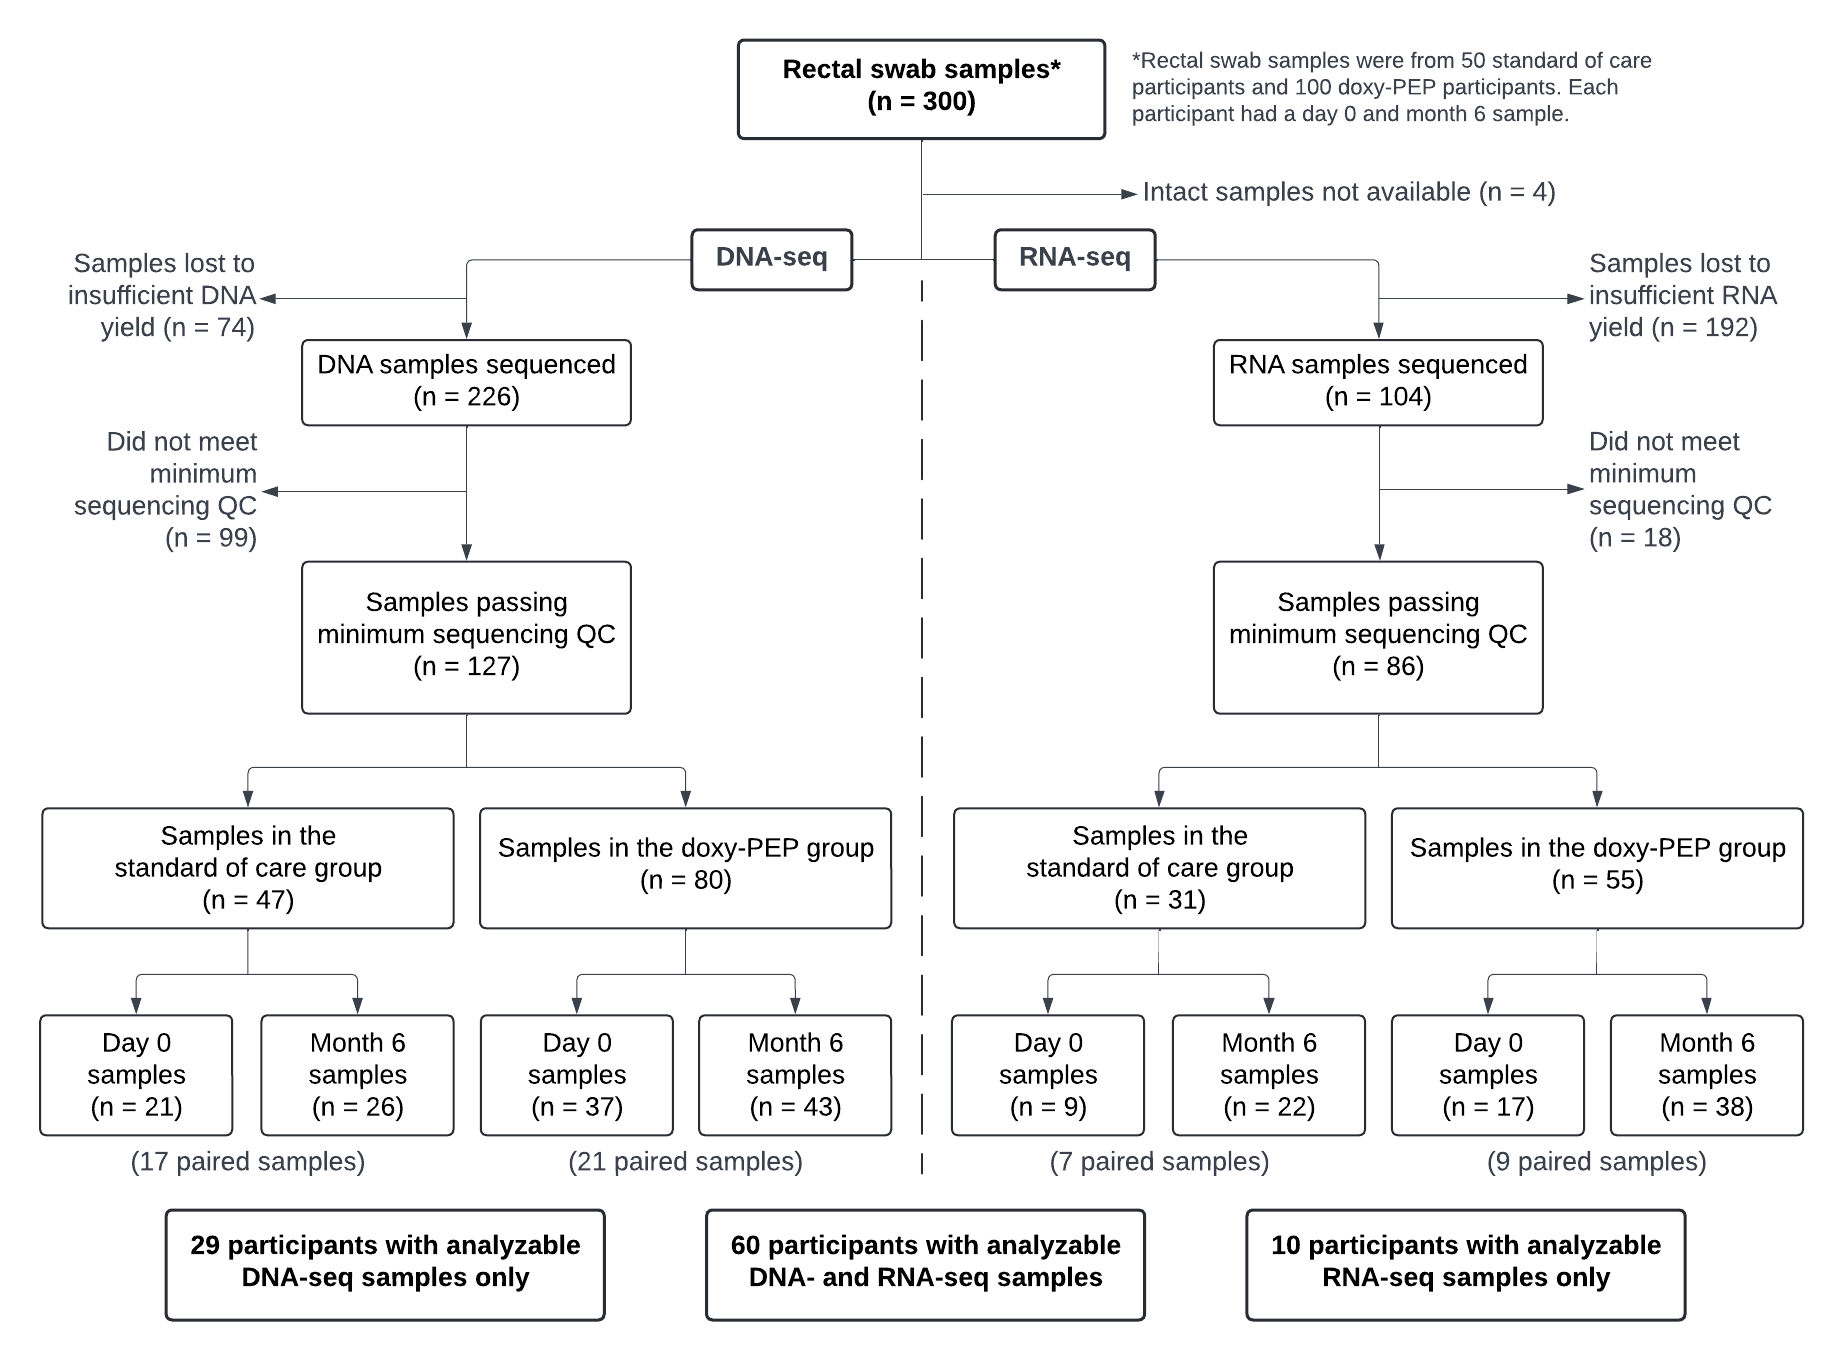 Rectal swab samples*
(n = 300)
*Rectal swab samples were from 50 standard of care
participants and 100 doxy-PEP participants. Each
participant had a day 0 and month 6 sample.
Intact samples not available (n = 4)
DNA-seq
RNA-seq
Samples lost to
insufficient DNA
yield (n = 74)
Samples lost to
insufficient RNA
yield (n = 192)
DNA samples sequenced
(n = 226)
RNA samples sequenced
(n = 104)
Did not meet
minimum
sequencing QC
(n = 99)
Did not meet
minimum
sequencing QC
(n = 18)
Samples passing
minimum sequencing QC
(n = 127)
Samples passing
minimum sequencing QC
(n = 86)
Samples in the
standard of care group
(n = 47)
Samples in the doxy-PEP group
(n = 80)
Samples in the
standard of care group
(n = 31)
Samples in the doxy-PEP group
(n = 55)
Day 0
samples
(n = 21)
Month 6
samples
(n = 26)
Day 0
samples
(n = 37)
Month 6
samples
(n = 43)
Day 0
samples
(n = 9)
Month 6
samples
(n = 22)
Day 0
samples
(n = 17)
Month 6
samples
(n = 38)
(17 paired samples)
(21 paired samples)
(7 paired samples)
(9 paired samples)
29 participants with analyzable
DNA-seq samples only
60 participants with analyzable
DNA- and RNA-seq samples
10 participants with analyzable
RNA-seq samples only